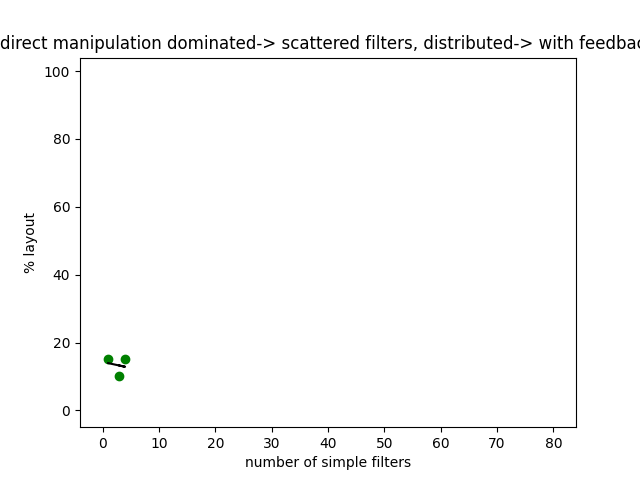 direct manipulation dominated-> scattered filters, distributed-> with
100
80
60
40
20
0
% layout
0 10 20 30 40 50 60 70 80
number of simple filters